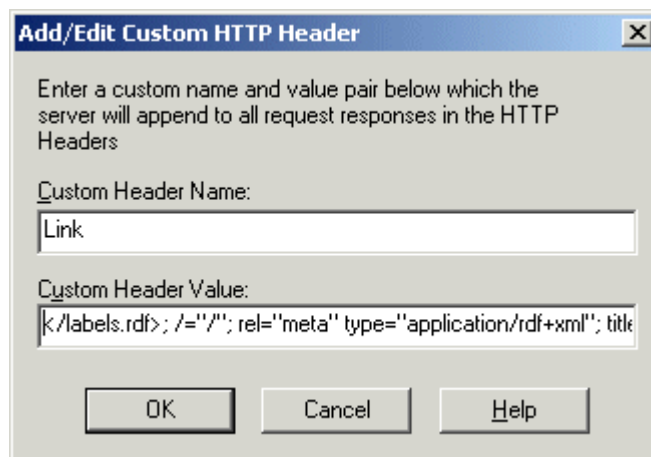 Add/Edit Custom HTTP Header
Enter a custom name and value pair below which the
server will append to all request responses in the HTTP
Headers
Custom Header Name:
Link
Custom Header Value:
</labels.rdf>; /="/"; rel="meta" type="application/rdf+xml"; title
OK
Cancel
Help